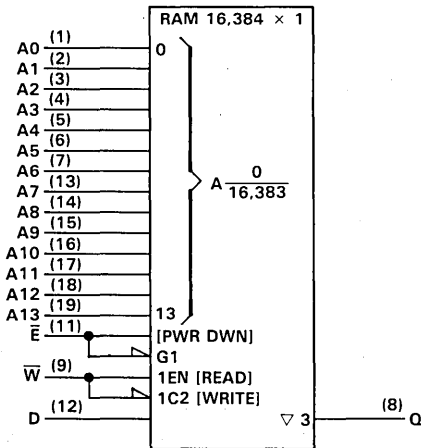 RAM 16,384 × 1
A0 (1) 0
A1 (2)
A2 (3)
A3 (4)
A4 (5)
A5 (6)
A6 (7)
A7 (13)
A8 (14)
A9 (15)
A10 (16)
A11 (17)
A12 (18)
A13 (19) 13
A 0
16,383
E̅ (11) [PWR DWN]
G1
W̅ (9) 1EN [READ]
1C2 [WRITE]
D (12) ▽ 3 (8) Q